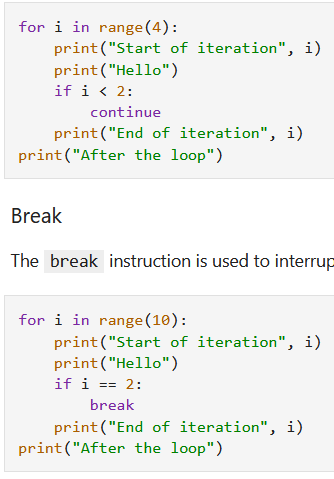 for i in range(4):
    print("Start of iteration", i)
    print("Hello")
    if i < 2:
        continue
    print("End of iteration", i)
print("After the loop")
Break
The break instruction is used to
for i in range(10):
    print("Start of iteration", i)
    print("Hello")
    if i == 2:
        break
    print("End of iteration", i)
print("After the loop")